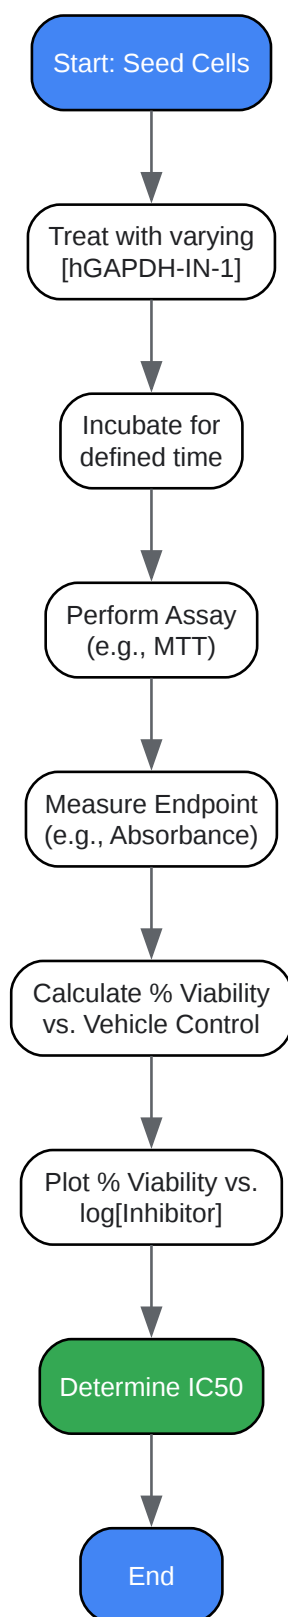 Start: Seed Cells
Treat with varying
[hGAPDH-IN-1]
Incubate for
defined time
Perform Assay
(e.g., MTT)
Measure Endpoint
(e.g., Absorbance)
Calculate % Viability
vs. Vehicle Control
Plot % Viability vs.
log[Inhibitor]
Determine IC50
End